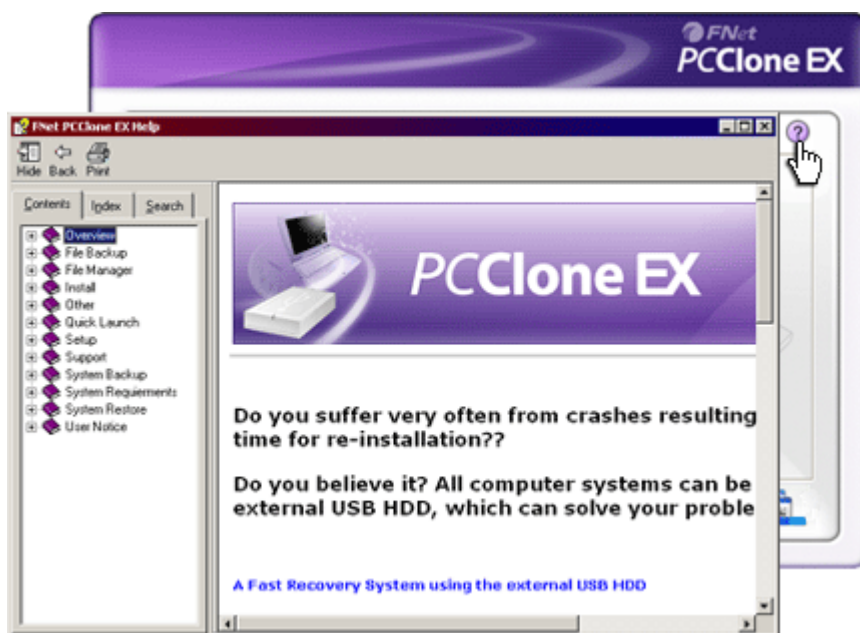 FNet
PCClone EX
FNet PCClone EX Help
Hide Back Print
Contents Index Search
Overview
File Backup
File Manager
Install
Other
Quick Launch
Setup
Support
System Backup
System Requierments
System Restore
User Notice
PCClone EX
Do you suffer very often from crashes resulting
time for re-installation??
Do you believe it? All computer systems can be
external USB HDD, which can solve your proble
A Fast Recovery System using the external USB HDD